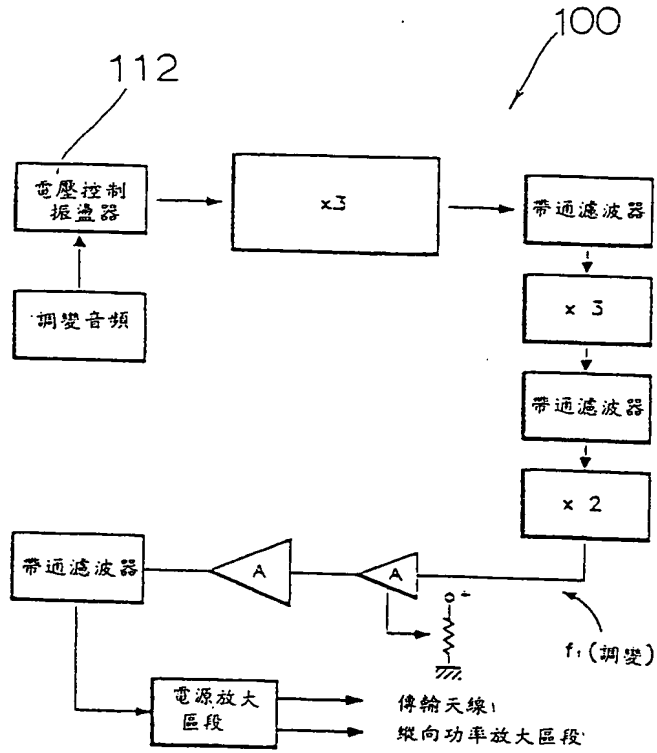 100
112
電壓控制
振盪器
x3
帶通濾波器
調變音頻
x 3
帶通濾波器
x 2
帶通濾波器
A
A
+
f₁(調變)
電源放大
區段
傳輸天線1
縱向功率放大區段